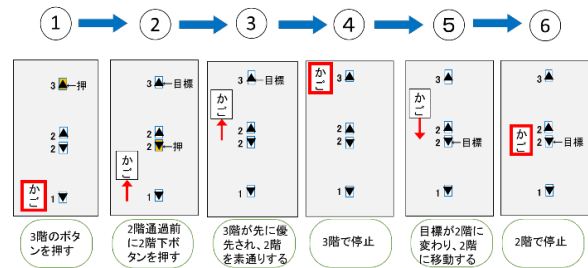 ① ② ③ ④ ⑤ ⑥
3 ▲ ←押
2 ▲
2 ▼
かご
1 ▼
3 ▲ ←目標
2 ▲
2 ▼ ←押
かご
1 ▼
3 ▲ ←目標
かご
2 ▲
2 ▼
1 ▼
かご
3 ▲
2 ▲
2 ▼
1 ▼
3 ▲
かご
2 ▲
2 ▼ ←目標
1 ▼
3 ▲
2 ▲
かご
2 ▼ ←目標
1 ▼
3階のボタ
ンを押す
2階通過前
に2階下ボ
タンを押す
3階が先に優
先され、2階
を素通りする
3階で停止
目標が2階に
変わり、2階
に移動する
2階で停止